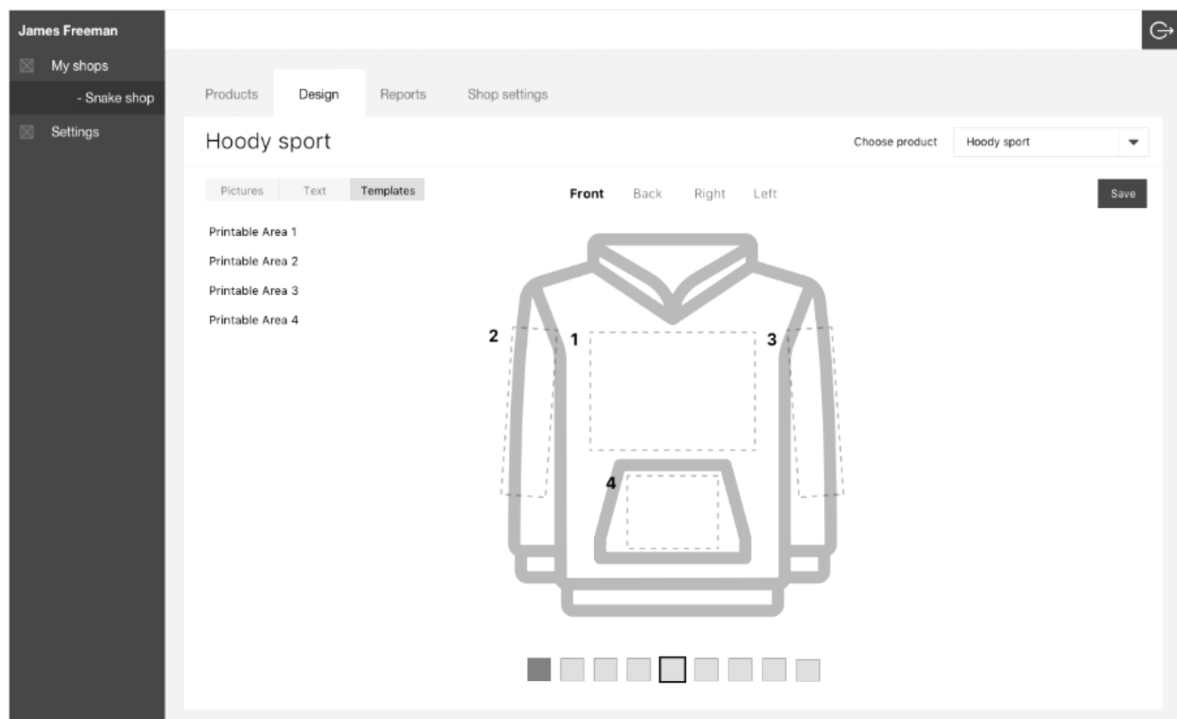 James Freeman
My shops
- Snake shop
Settings
Products Design Reports Shop settings
Hoody sport
Choose product Hoody sport
Pictures Text Templates
Front Back Right Left
Save
Printable Area 1
Printable Area 2
Printable Area 3
Printable Area 4
2 1 3
4